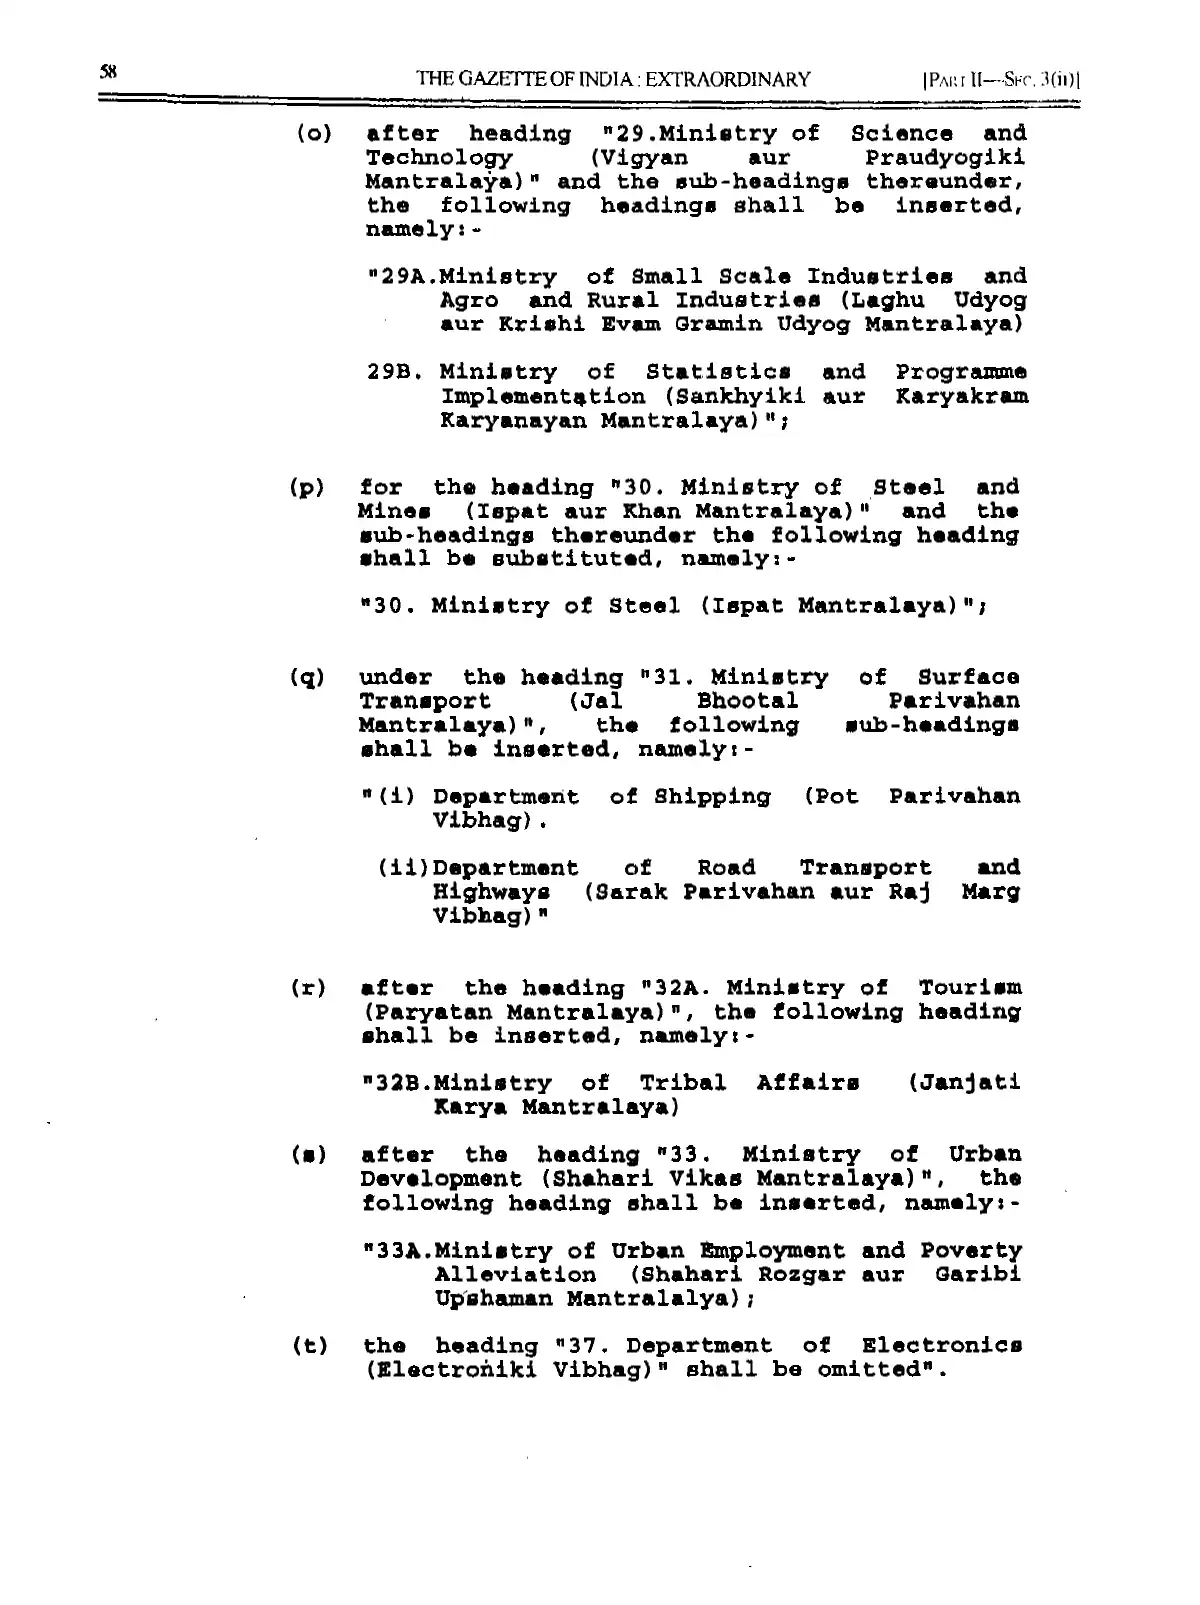 58 THE GAZETTE OF INDIA : EXTRAORDINARY [PART II—SEC. 3(ii)]
(o) after heading "29.Ministry of Science and
Technology (Vigyan aur Praudyogiki
Mantralaya)" and the sub-headings thereunder,
the following headings shall be inserted,
namely:-
"29A.Ministry of Small Scale Industries and
Agro and Rural Industries (Laghu Udyog
aur Krishi Evam Gramin Udyog Mantralaya)
29B. Ministry of Statistics and Programme
Implementation (Sankhyiki aur Karyakram
Karyanayan Mantralaya)";
(p) for the heading "30. Ministry of Steel and
Mines (Ispat aur Khan Mantralaya)" and the
sub-headings thereunder the following heading
shall be substituted, namely:-
"30. Ministry of Steel (Ispat Mantralaya)";
(q) under the heading "31. Ministry of Surface
Transport (Jal Bhootal Parivahan
Mantralaya)", the following sub-headings
shall be inserted, namely:-
"(i) Department of Shipping (Pot Parivahan
Vibhag).
(ii)Department of Road Transport and
Highways (Sarak Parivahan aur Raj Marg
Vibhag)"
(r) after the heading "32A. Ministry of Tourism
(Paryatan Mantralaya)", the following heading
shall be inserted, namely:-
"32B.Ministry of Tribal Affairs (Janjati
Karya Mantralaya)
(s) after the heading "33. Ministry of Urban
Development (Shahari Vikas Mantralaya)", the
following heading shall be inserted, namely:-
"33A.Ministry of Urban Employment and Poverty
Alleviation (Shahari Rozgar aur Garibi
Upshaman Mantralalya);
(t) the heading "37. Department of Electronics
(Electroniki Vibhag)" shall be omitted".